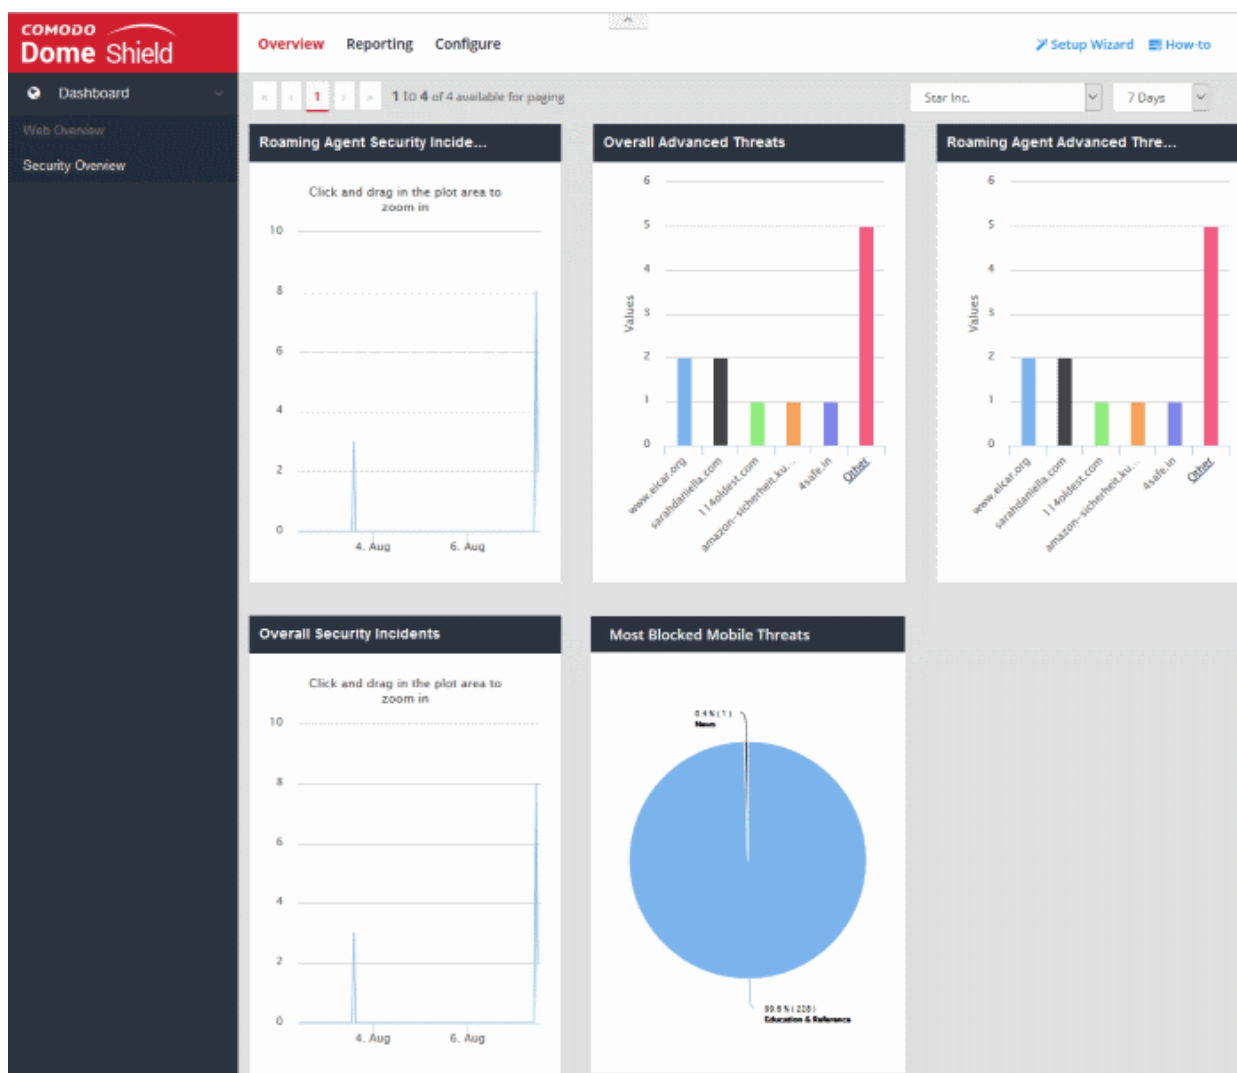 COMODO
Dome Shield
Overview Reporting Configure
Setup Wizard How-to
Dashboard
Web Overview
Security Overview
« ‹ 1 › » 1 to 4 of 4 available for paging
Star Inc. 7 Days
Roaming Agent Security Incide...
Click and drag in the plot area to
zoom in
10
8
6
4
2
0
4. Aug 6. Aug
Overall Advanced Threats
6
5
4
3
2
1
0
Values
www.eicar.org
sarahdaniella.com
114oldest.com
amazon-sicherheit.ku...
4safe.in
Other
Roaming Agent Advanced Thre...
6
5
4
3
2
1
0
Values
www.eicar.org
sarahdaniella.com
114oldest.com
amazon-sicherheit.ku...
4safe.in
Other
Overall Security Incidents
Click and drag in the plot area to
zoom in
10
8
6
4
2
0
4. Aug 6. Aug
Most Blocked Mobile Threats
0.4 % ( 1 )
News
99.6 % ( 228 )
Education & Reference